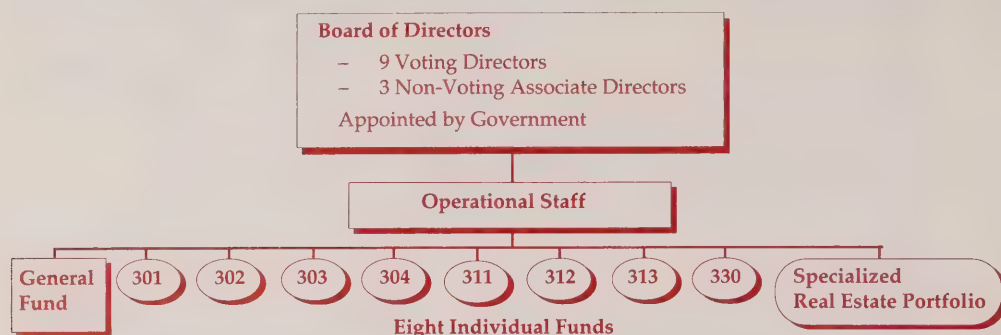 Board of Directors
– 9 Voting Directors
– 3 Non-Voting Associate Directors
Appointed by Government
Operational Staff
General
Fund
301
302
303
304
311
312
313
330
Specialized
Real Estate Portfolio
Eight Individual Funds